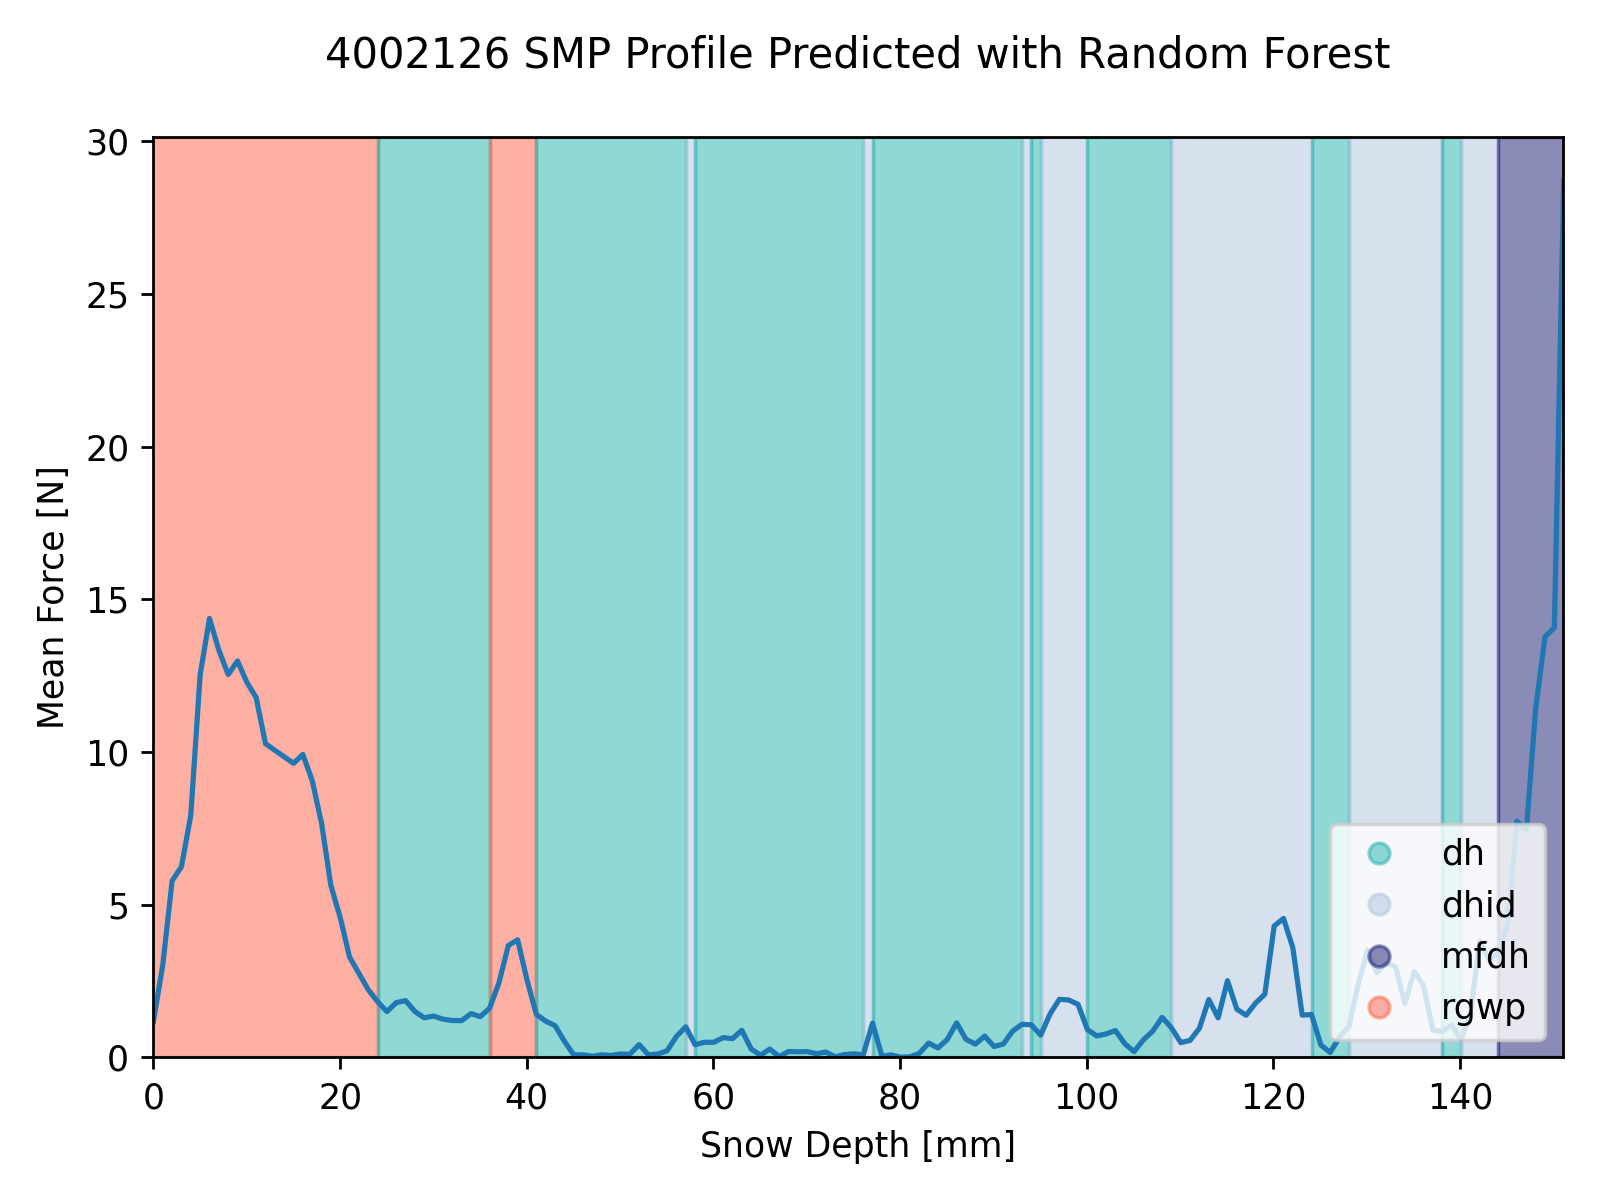 4002126 SMP Profile Predicted with Random Forest
30
25
20
15
10
5
0
Mean Force [N]
dh
dhid
mfdh
rgwp
0 20 40 60 80 100 120 140
Snow Depth [mm]